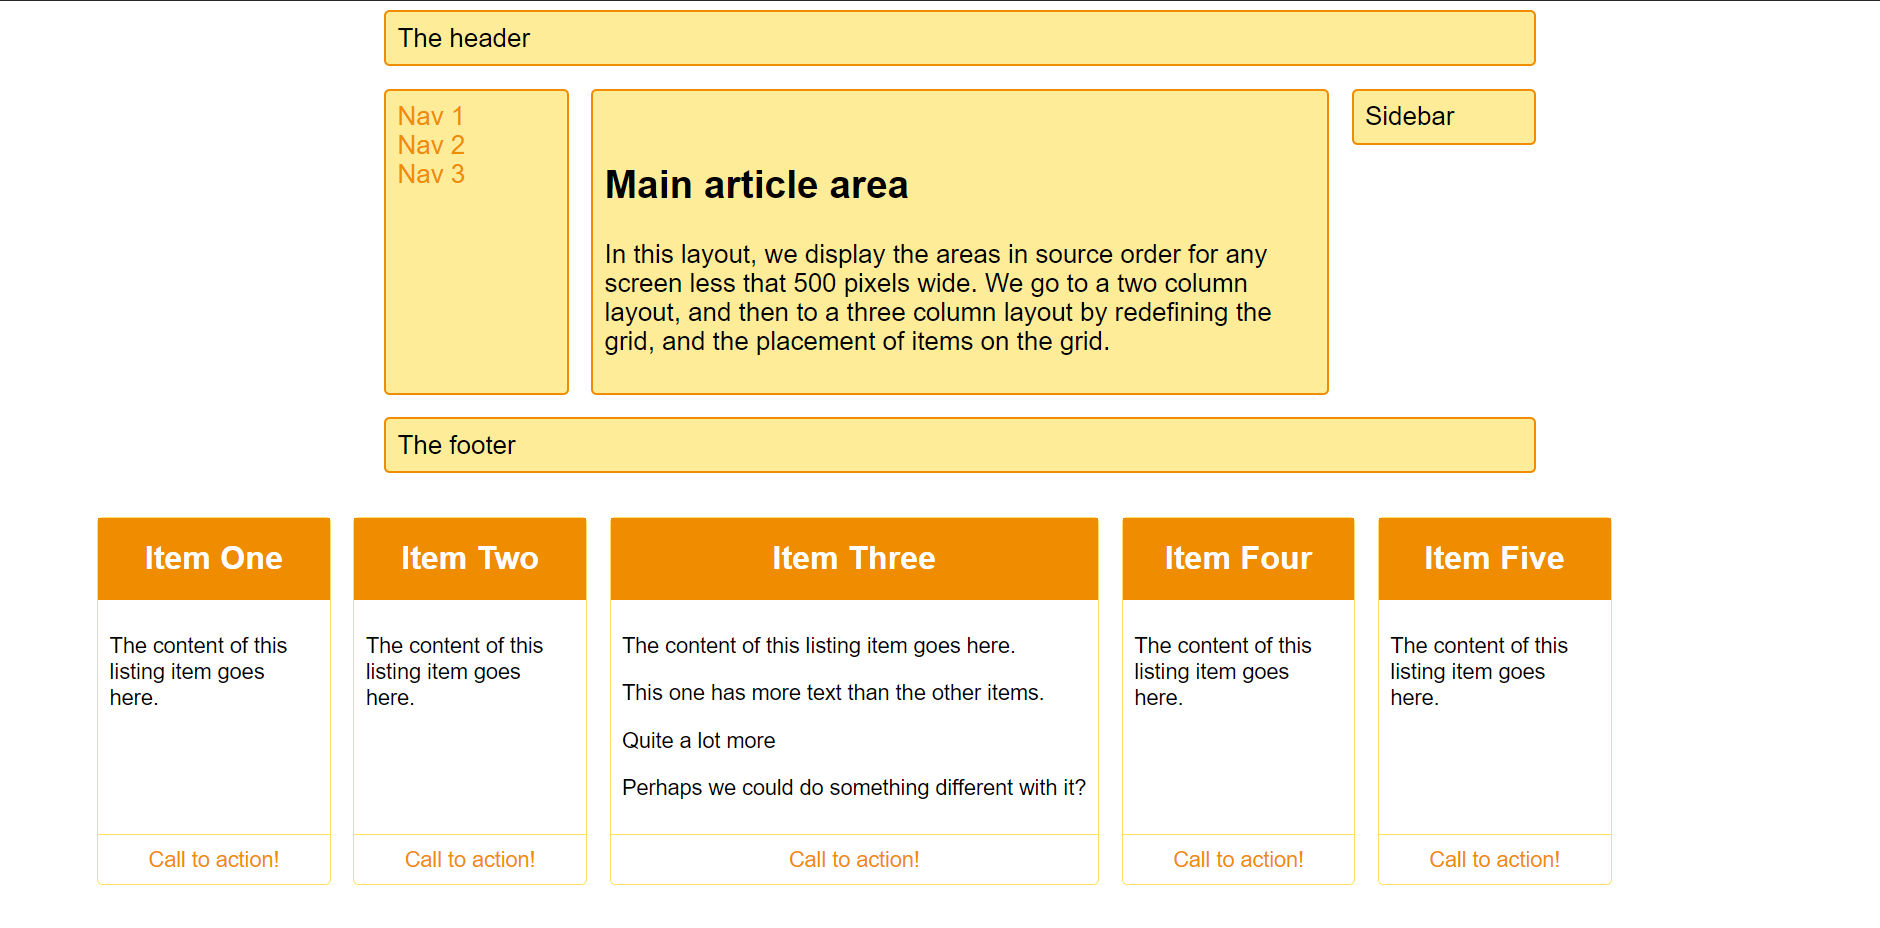 The header
Nav 1
Nav 2
Nav 3
Main article area
In this layout, we display the areas in source order for any
screen less that 500 pixels wide. We go to a two column
layout, and then to a three column layout by redefining the
grid, and the placement of items on the grid.
Sidebar
The footer
Item One
The content of this
listing item goes
here.
Call to action!
Item Two
The content of this
listing item goes
here.
Call to action!
Item Three
The content of this listing item goes here.
This one has more text than the other items.
Quite a lot more
Perhaps we could do something different with it?
Call to action!
Item Four
The content of this
listing item goes
here.
Call to action!
Item Five
The content of this
listing item goes
here.
Call to action!